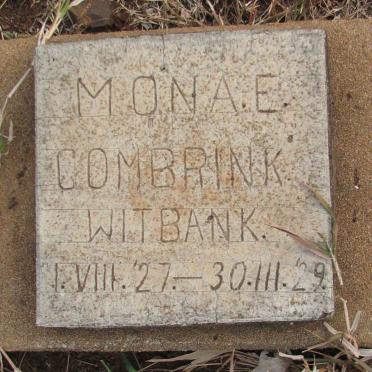 MONA.E.
COMBRINK
WITBANK.
1.VIII.'27.—30.III.'29.